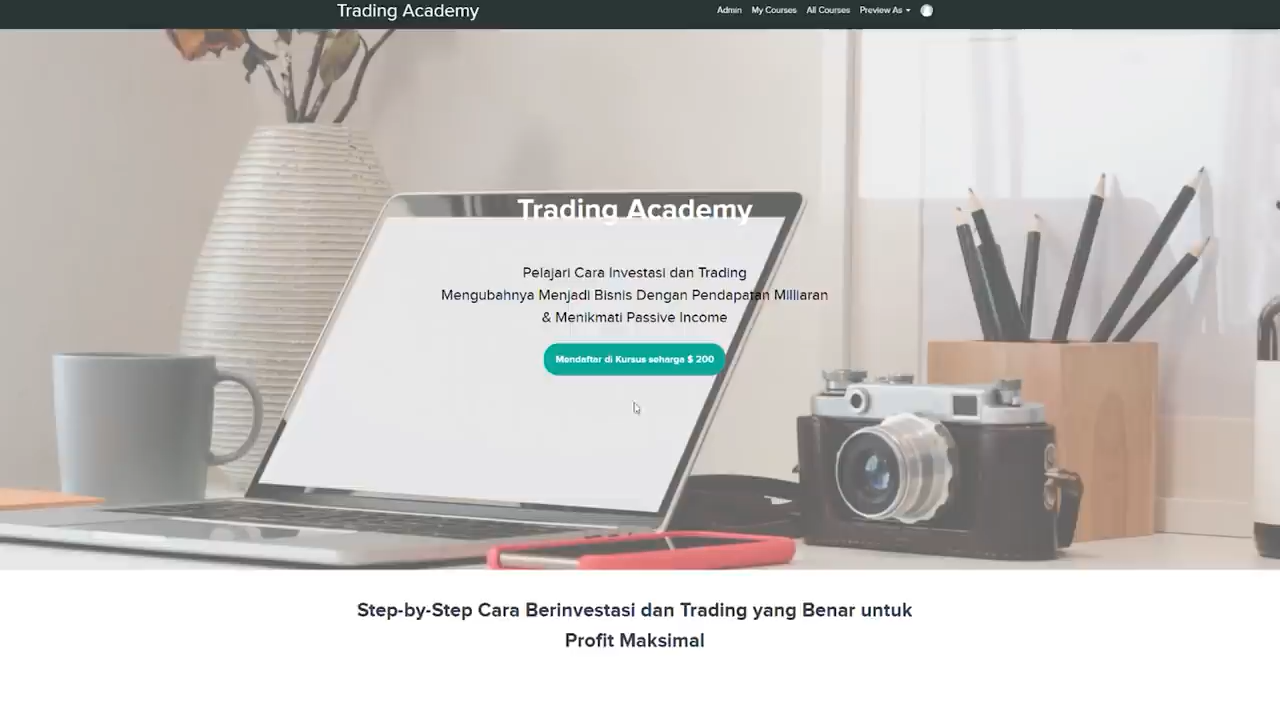 Trading Academy
Admin My Courses All Courses Preview As
Trading Academy
Pelajari Cara Investasi dan Trading
Mengubahnya Menjadi Bisnis Dengan Pendapatan Milliaran
& Menikmati Passive Income
Mendaftar di Kursus seharga $ 200
Step-by-Step Cara Berinvestasi dan Trading yang Benar untuk
Profit Maksimal